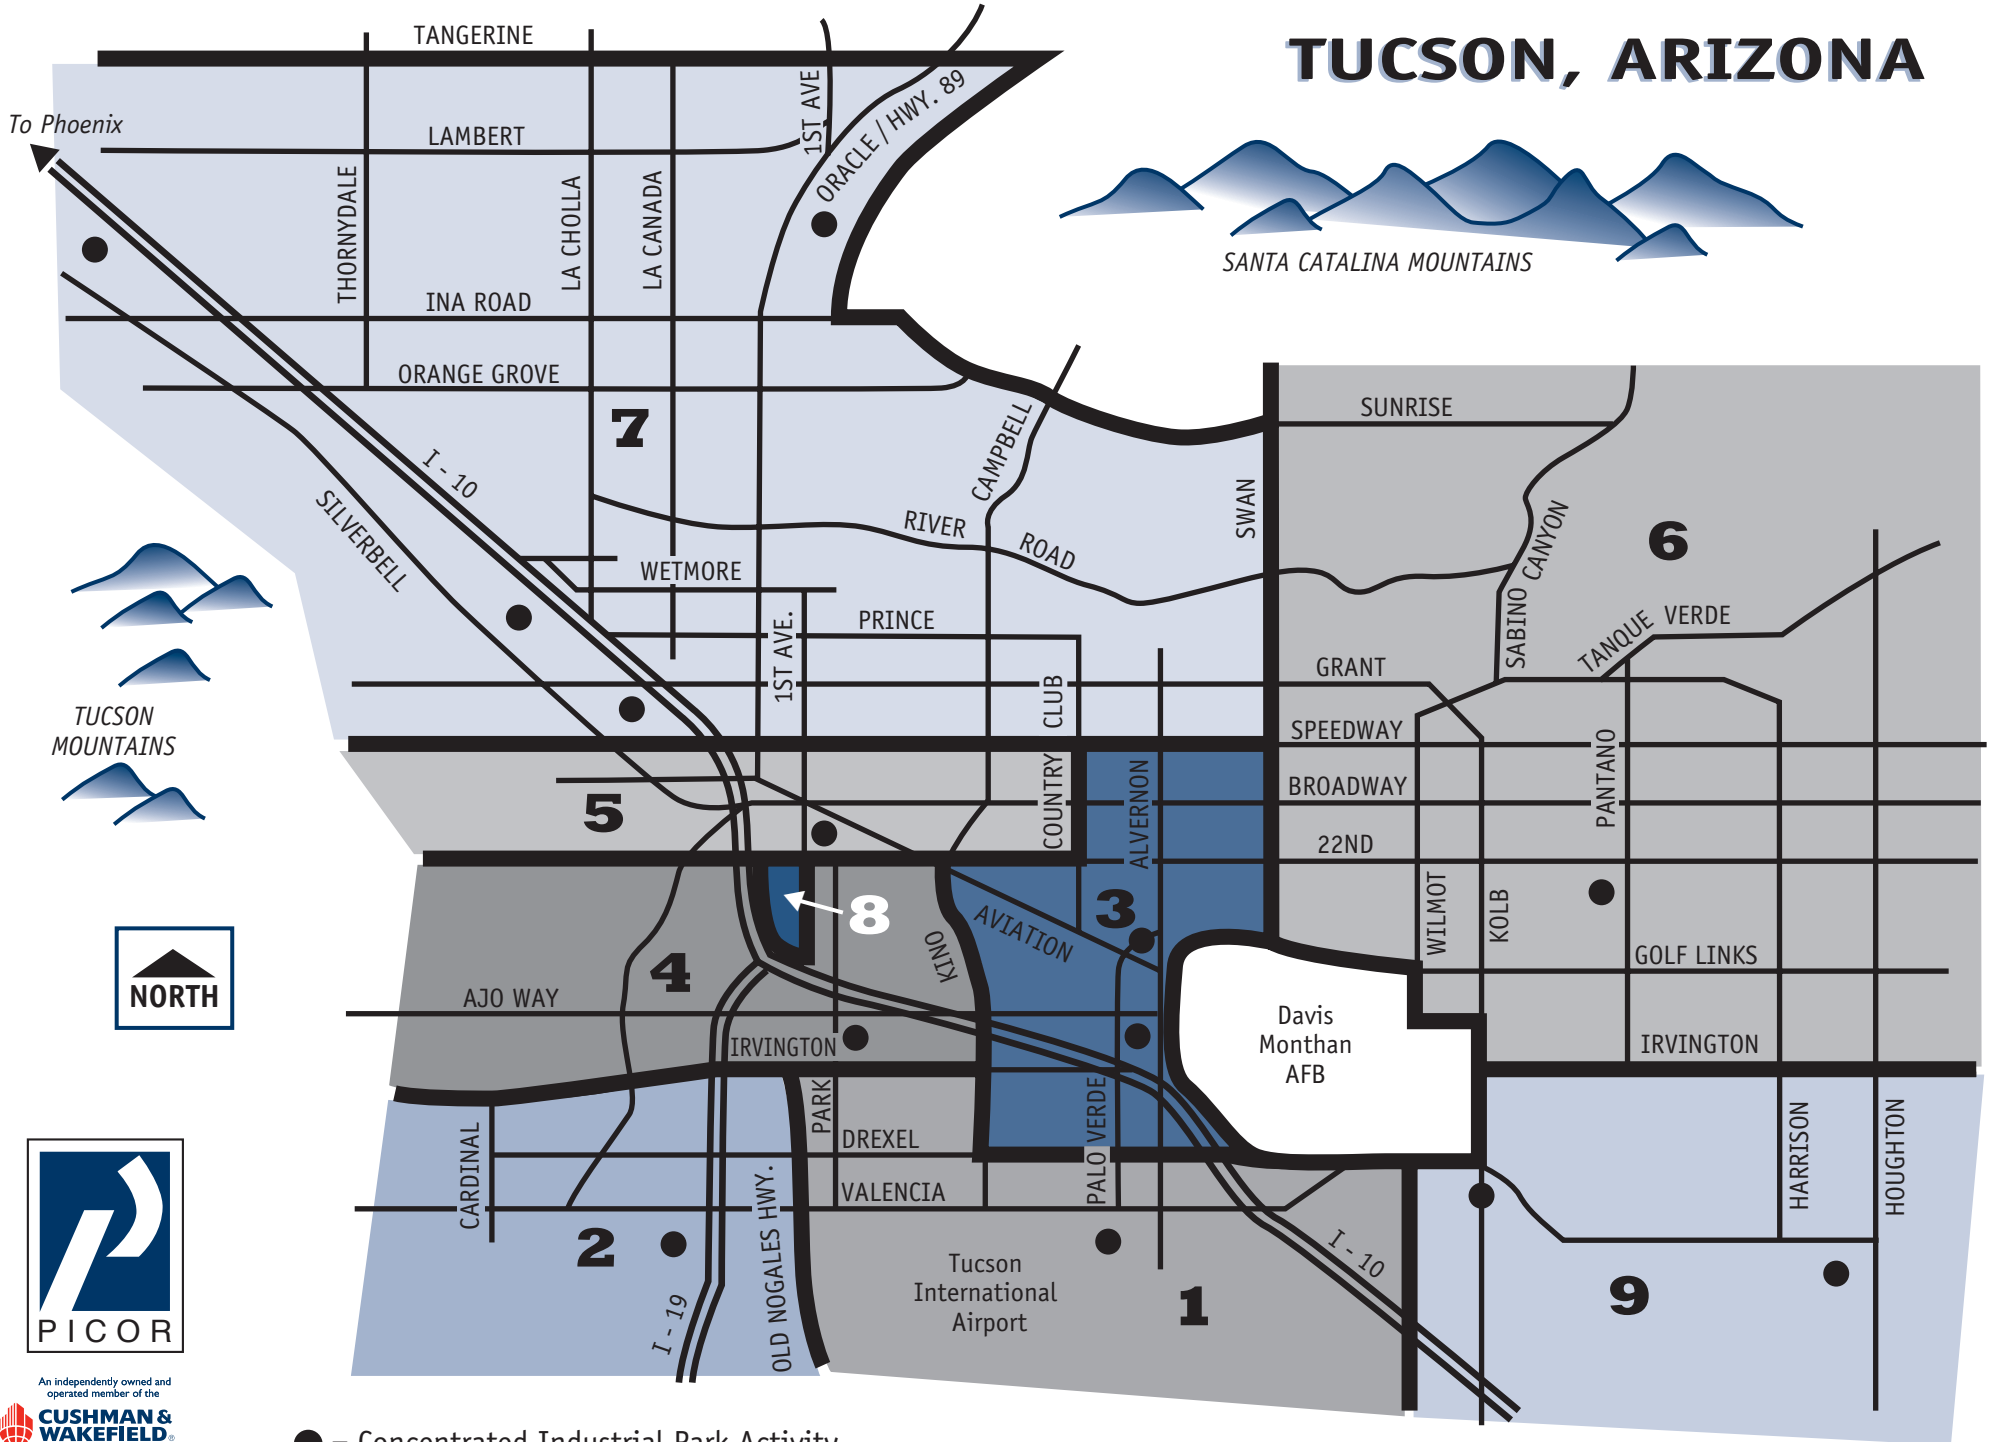 TUCSON, ARIZONA
TANGERINE
To Phoenix
LAMBERT
1ST AVE
ORACLE / HWY. 89
THORNYDALE
LA CHOLLA
LA CANADA
SANTA CATALINA MOUNTAINS
INA ROAD
ORANGE GROVE
7
SUNRISE
CAMPBELL
I - 10
SILVERBELL
SWAN
RIVER ROAD
SABINO CANYON
6
WETMORE
PRINCE
1ST AVE.
TANQUE VERDE
GRANT
COUNTRY CLUB
TUCSON
MOUNTAINS
SPEEDWAY
PANTANO
BROADWAY
5
ALVERNON
22ND
WILMOT
KOLB
8
3
AVIATION
KINO
4
GOLF LINKS
NORTH
AJO WAY
Davis
Monthan
AFB
IRVINGTON
IRVINGTON
PARK
PALO VERDE
DREXEL
CARDINAL
HARRISON
HOUGHTON
VALENCIA
OLD NOGALES HWY.
2
I - 19
Tucson
International
Airport
1
I - 10
9
PICOR
An independently owned and
operated member of the
CUSHMAN &
WAKEFIELD®
= Concentrated Industrial Park Activity